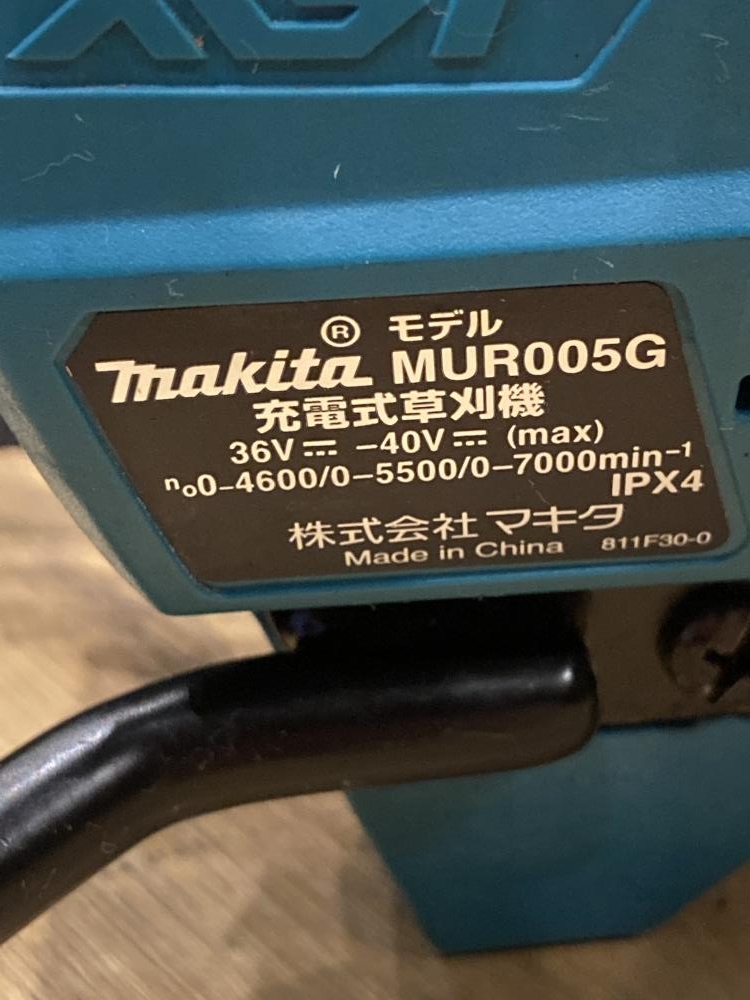 XGT
® モデル
makita MUR005G
充電式草刈機
36V⎓ –40V⎓ (max)
n₀0–4600/0–5500/0–7000min⁻¹
IPX4
株式会社 マキタ
Made in China 811F30-0